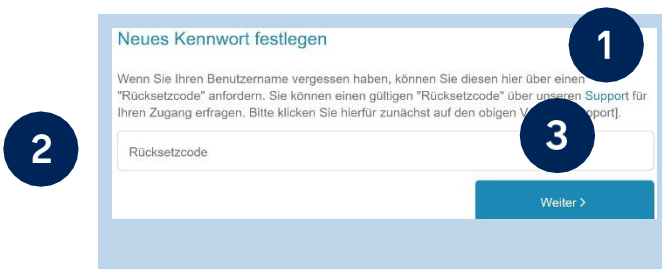 Neues Kennwort festlegen
1
Wenn Sie Ihren Benutzername vergessen haben, können Sie diesen hier über einen
"Rücksetzcode" anfordern. Sie können einen gültigen "Rücksetzcode" über unseren Support für
Ihren Zugang erfragen. Bitte klicken Sie hierfür zunächst auf den obigen
3
2
Rücksetzcode
Weiter >